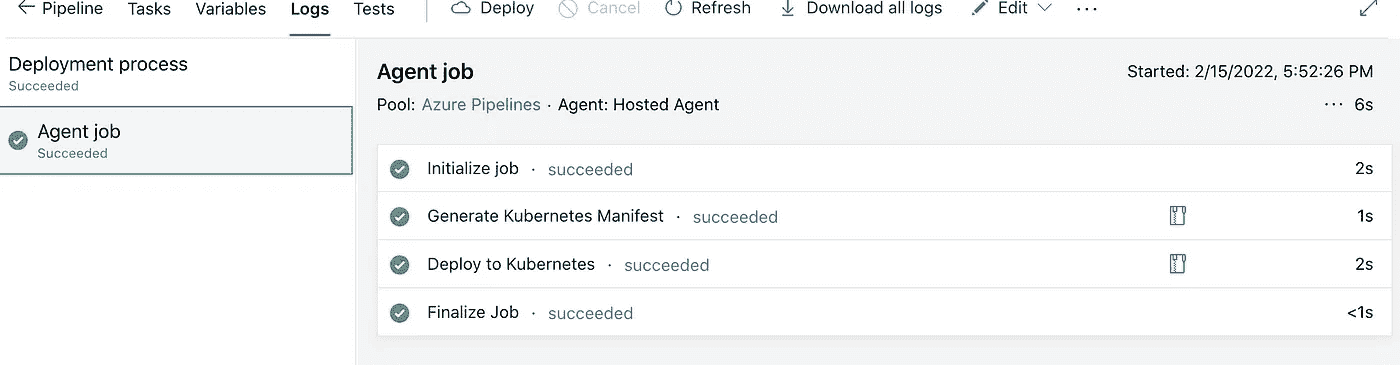 Pipeline Tasks Variables Logs Tests Deploy Cancel Refresh Download all logs Edit ...
Deployment process
Succeeded
Agent job
Succeeded
Agent job
Started: 2/15/2022, 5:52:26 PM
Pool: Azure Pipelines · Agent: Hosted Agent
... 6s
Initialize job · succeeded 2s
Generate Kubernetes Manifest · succeeded 1s
Deploy to Kubernetes · succeeded 2s
Finalize Job · succeeded <1s